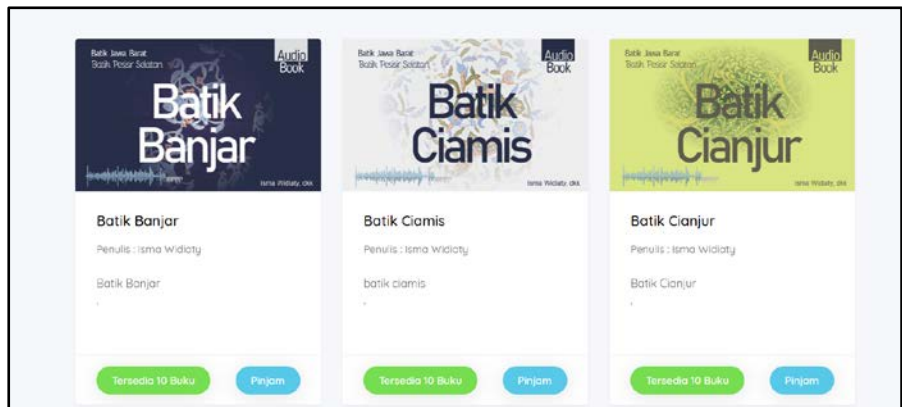 Batik Jawa Barat
Batik Pesisir Selatan
Audio
Book
Batik
Banjar
Isma Widiaty, dkk
Batik Banjar
Penulis : Isma Widiaty
Batik Banjar
.
Tersedia 10 Buku
Pinjam
Batik Jawa Barat
Batik Pesisir Selatan
Audio
Book
Batik
Ciamis
Isma Widiaty, dkk
Batik Ciamis
Penulis : Isma Widiaty
batik ciamis
.
Tersedia 10 Buku
Pinjam
Batik Jawa Barat
Batik Pesisir Selatan
Audio
Book
Batik
Cianjur
Isma Widiaty, dkk
Batik Cianjur
Penulis : Isma Widiaty
Batik Cianjur
.
Tersedia 10 Buku
Pinjam